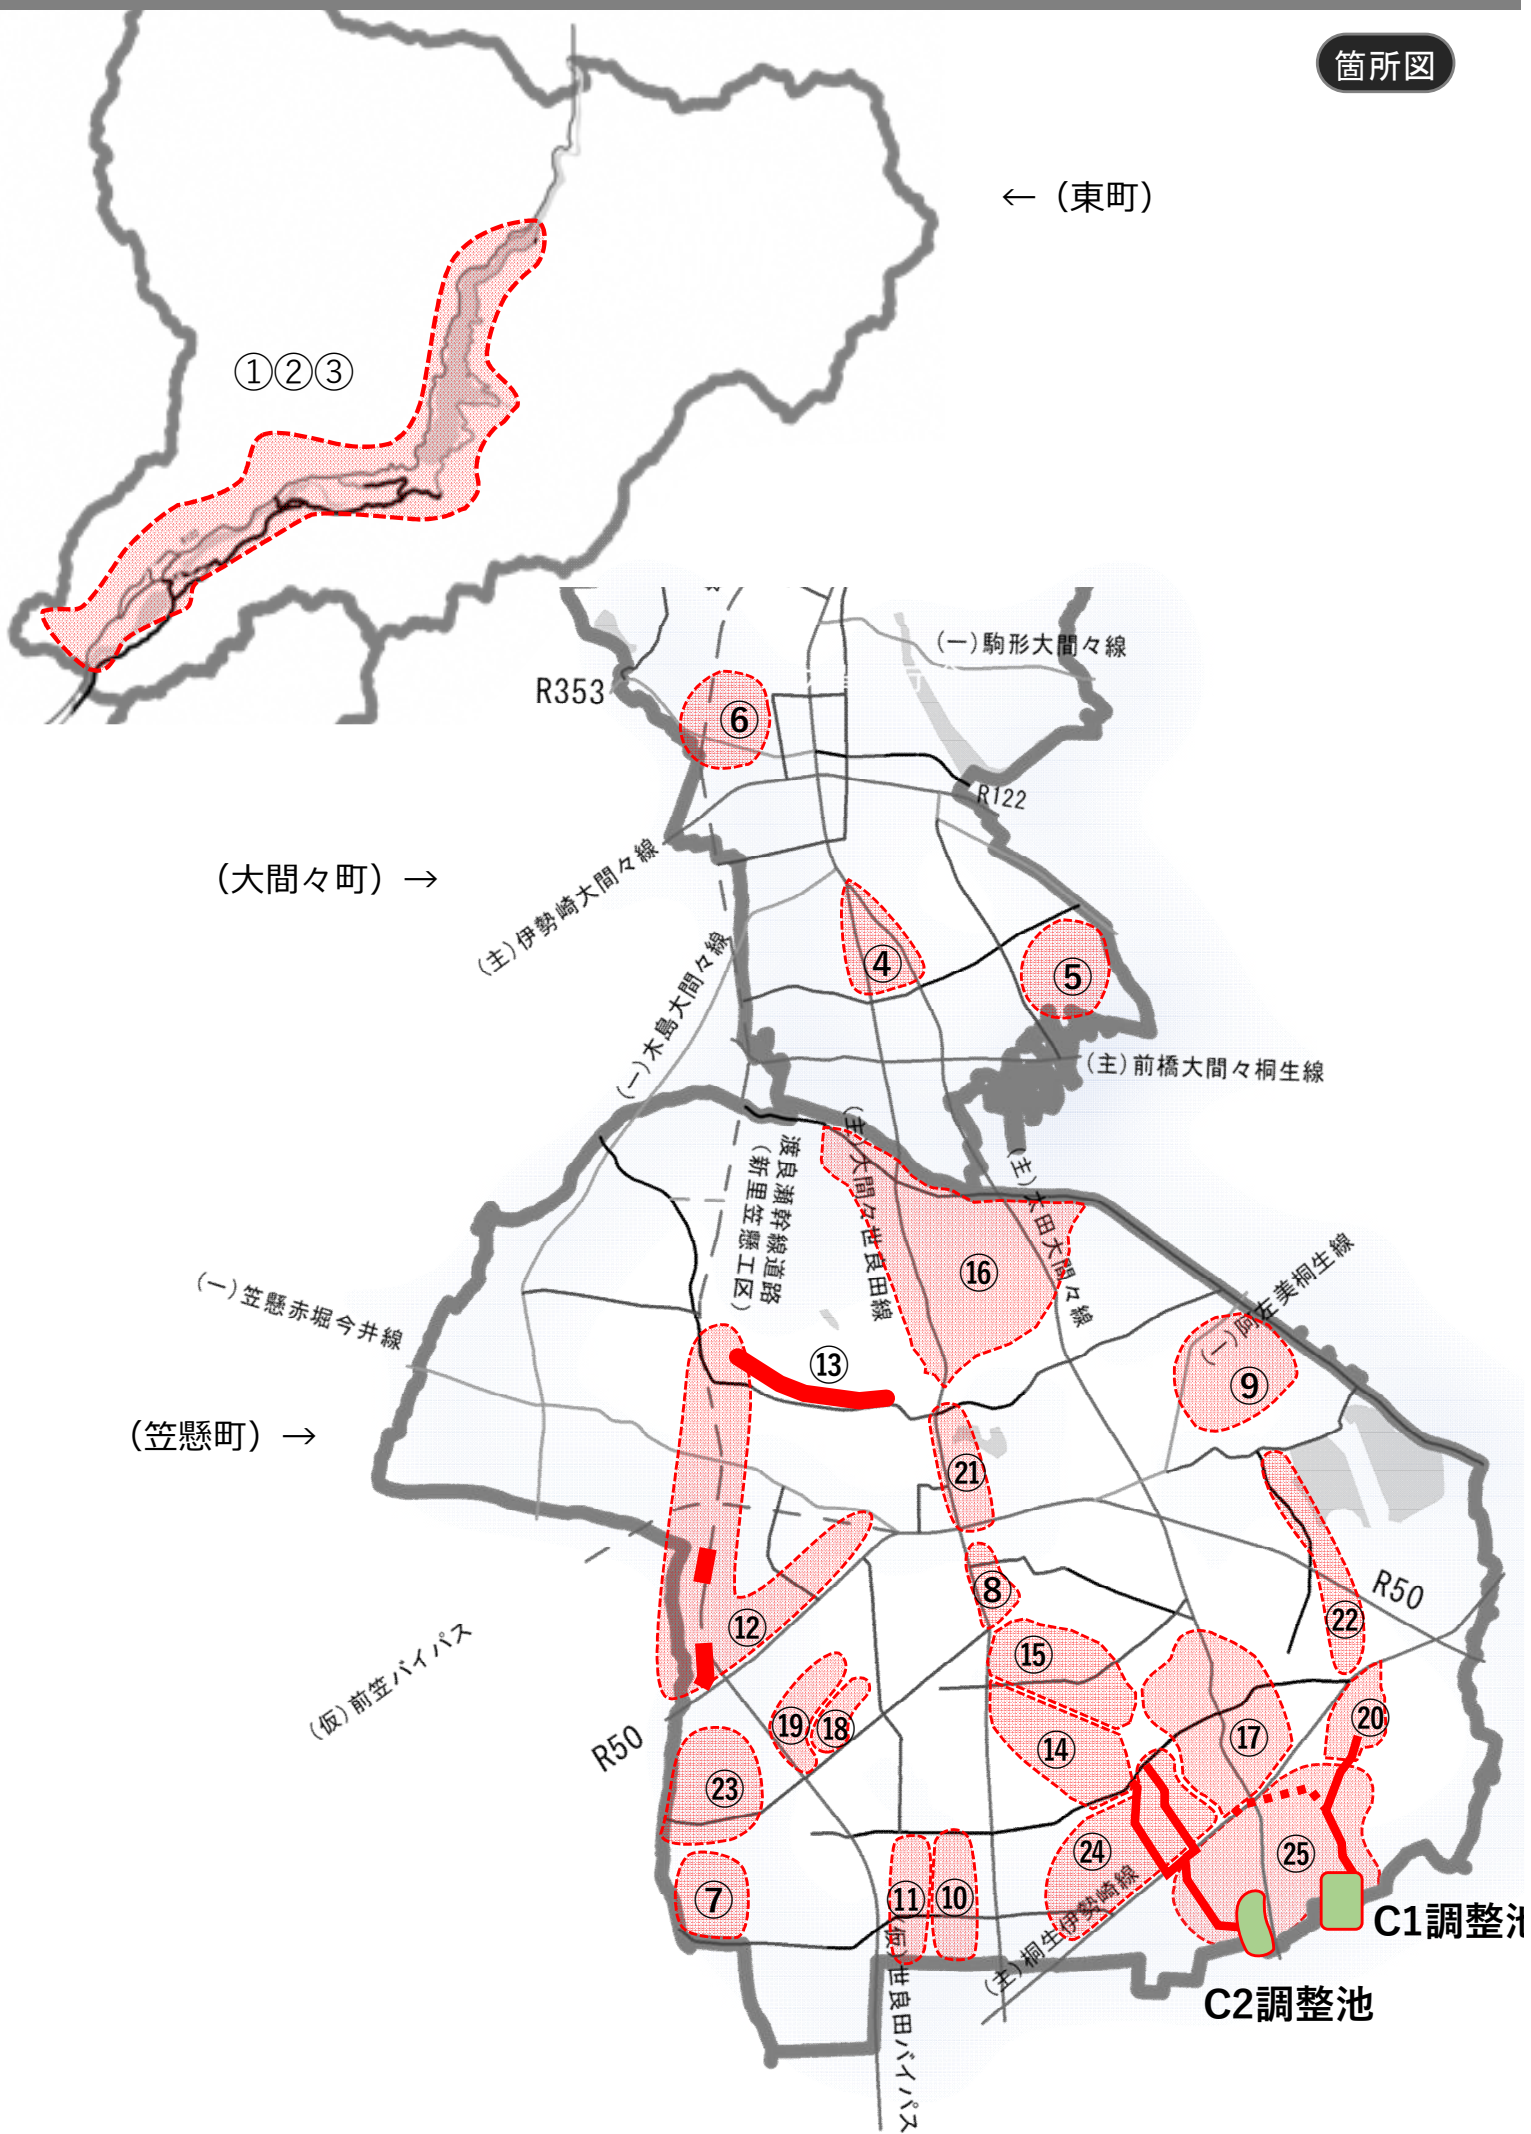 箇所図
←（東町）
①②③
(一)駒形大間々線
R353
⑥
R122
（大間々町）→
(主)伊勢崎大間々線
④
⑤
(一)木島大間々線
(主)前橋大間々桐生線
(主)大間々世良田線
渡良瀬幹線道路
(新里笠懸工区)
(主)太田大間々線
⑯
(一)阿左美桐生線
(一)笠懸赤堀今井線
⑬
⑨
（笠懸町）→
㉑
⑧
R50
⑫
㉒
(仮)前笠バイパス
⑮
R50
⑲
⑱
⑭
⑰
⑳
㉓
㉔
㉕
⑦
⑪
⑩
C1調整池
(主)桐生伊勢崎線
(仮)世良田バイパス
C2調整池